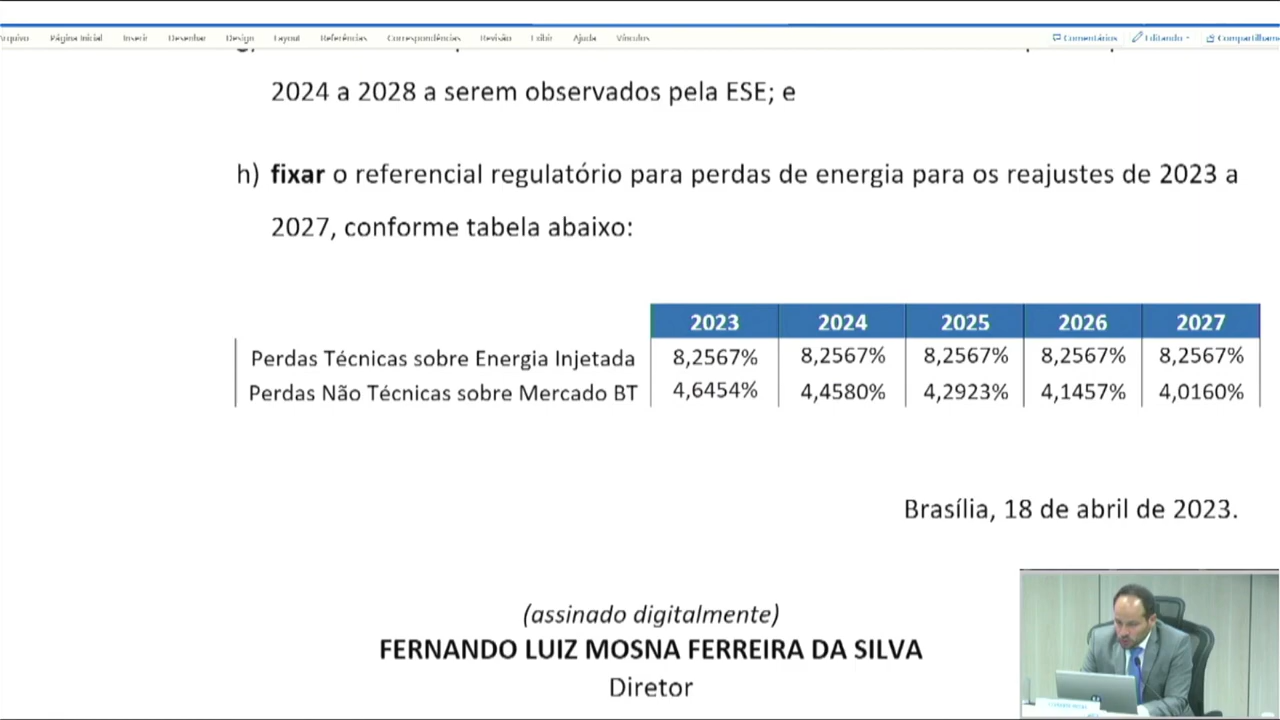 Arquivo Página Inicial Inserir Desenhar Design Layout Referências Correspondências Revisão Exibir Ajuda Vínculos Comentários Editando Compartilhamento
2024 a 2028 a serem observados pela ESE; e
h) fixar o referencial regulatório para perdas de energia para os reajustes de 2023 a
2027, conforme tabela abaixo:
2023 2024 2025 2026 2027
Perdas Técnicas sobre Energia Injetada 8,2567% 8,2567% 8,2567% 8,2567% 8,2567%
Perdas Não Técnicas sobre Mercado BT 4,6454% 4,4580% 4,2923% 4,1457% 4,0160%
Brasília, 18 de abril de 2023.
(assinado digitalmente)
FERNANDO LUIZ MOSNA FERREIRA DA SILVA
Diretor